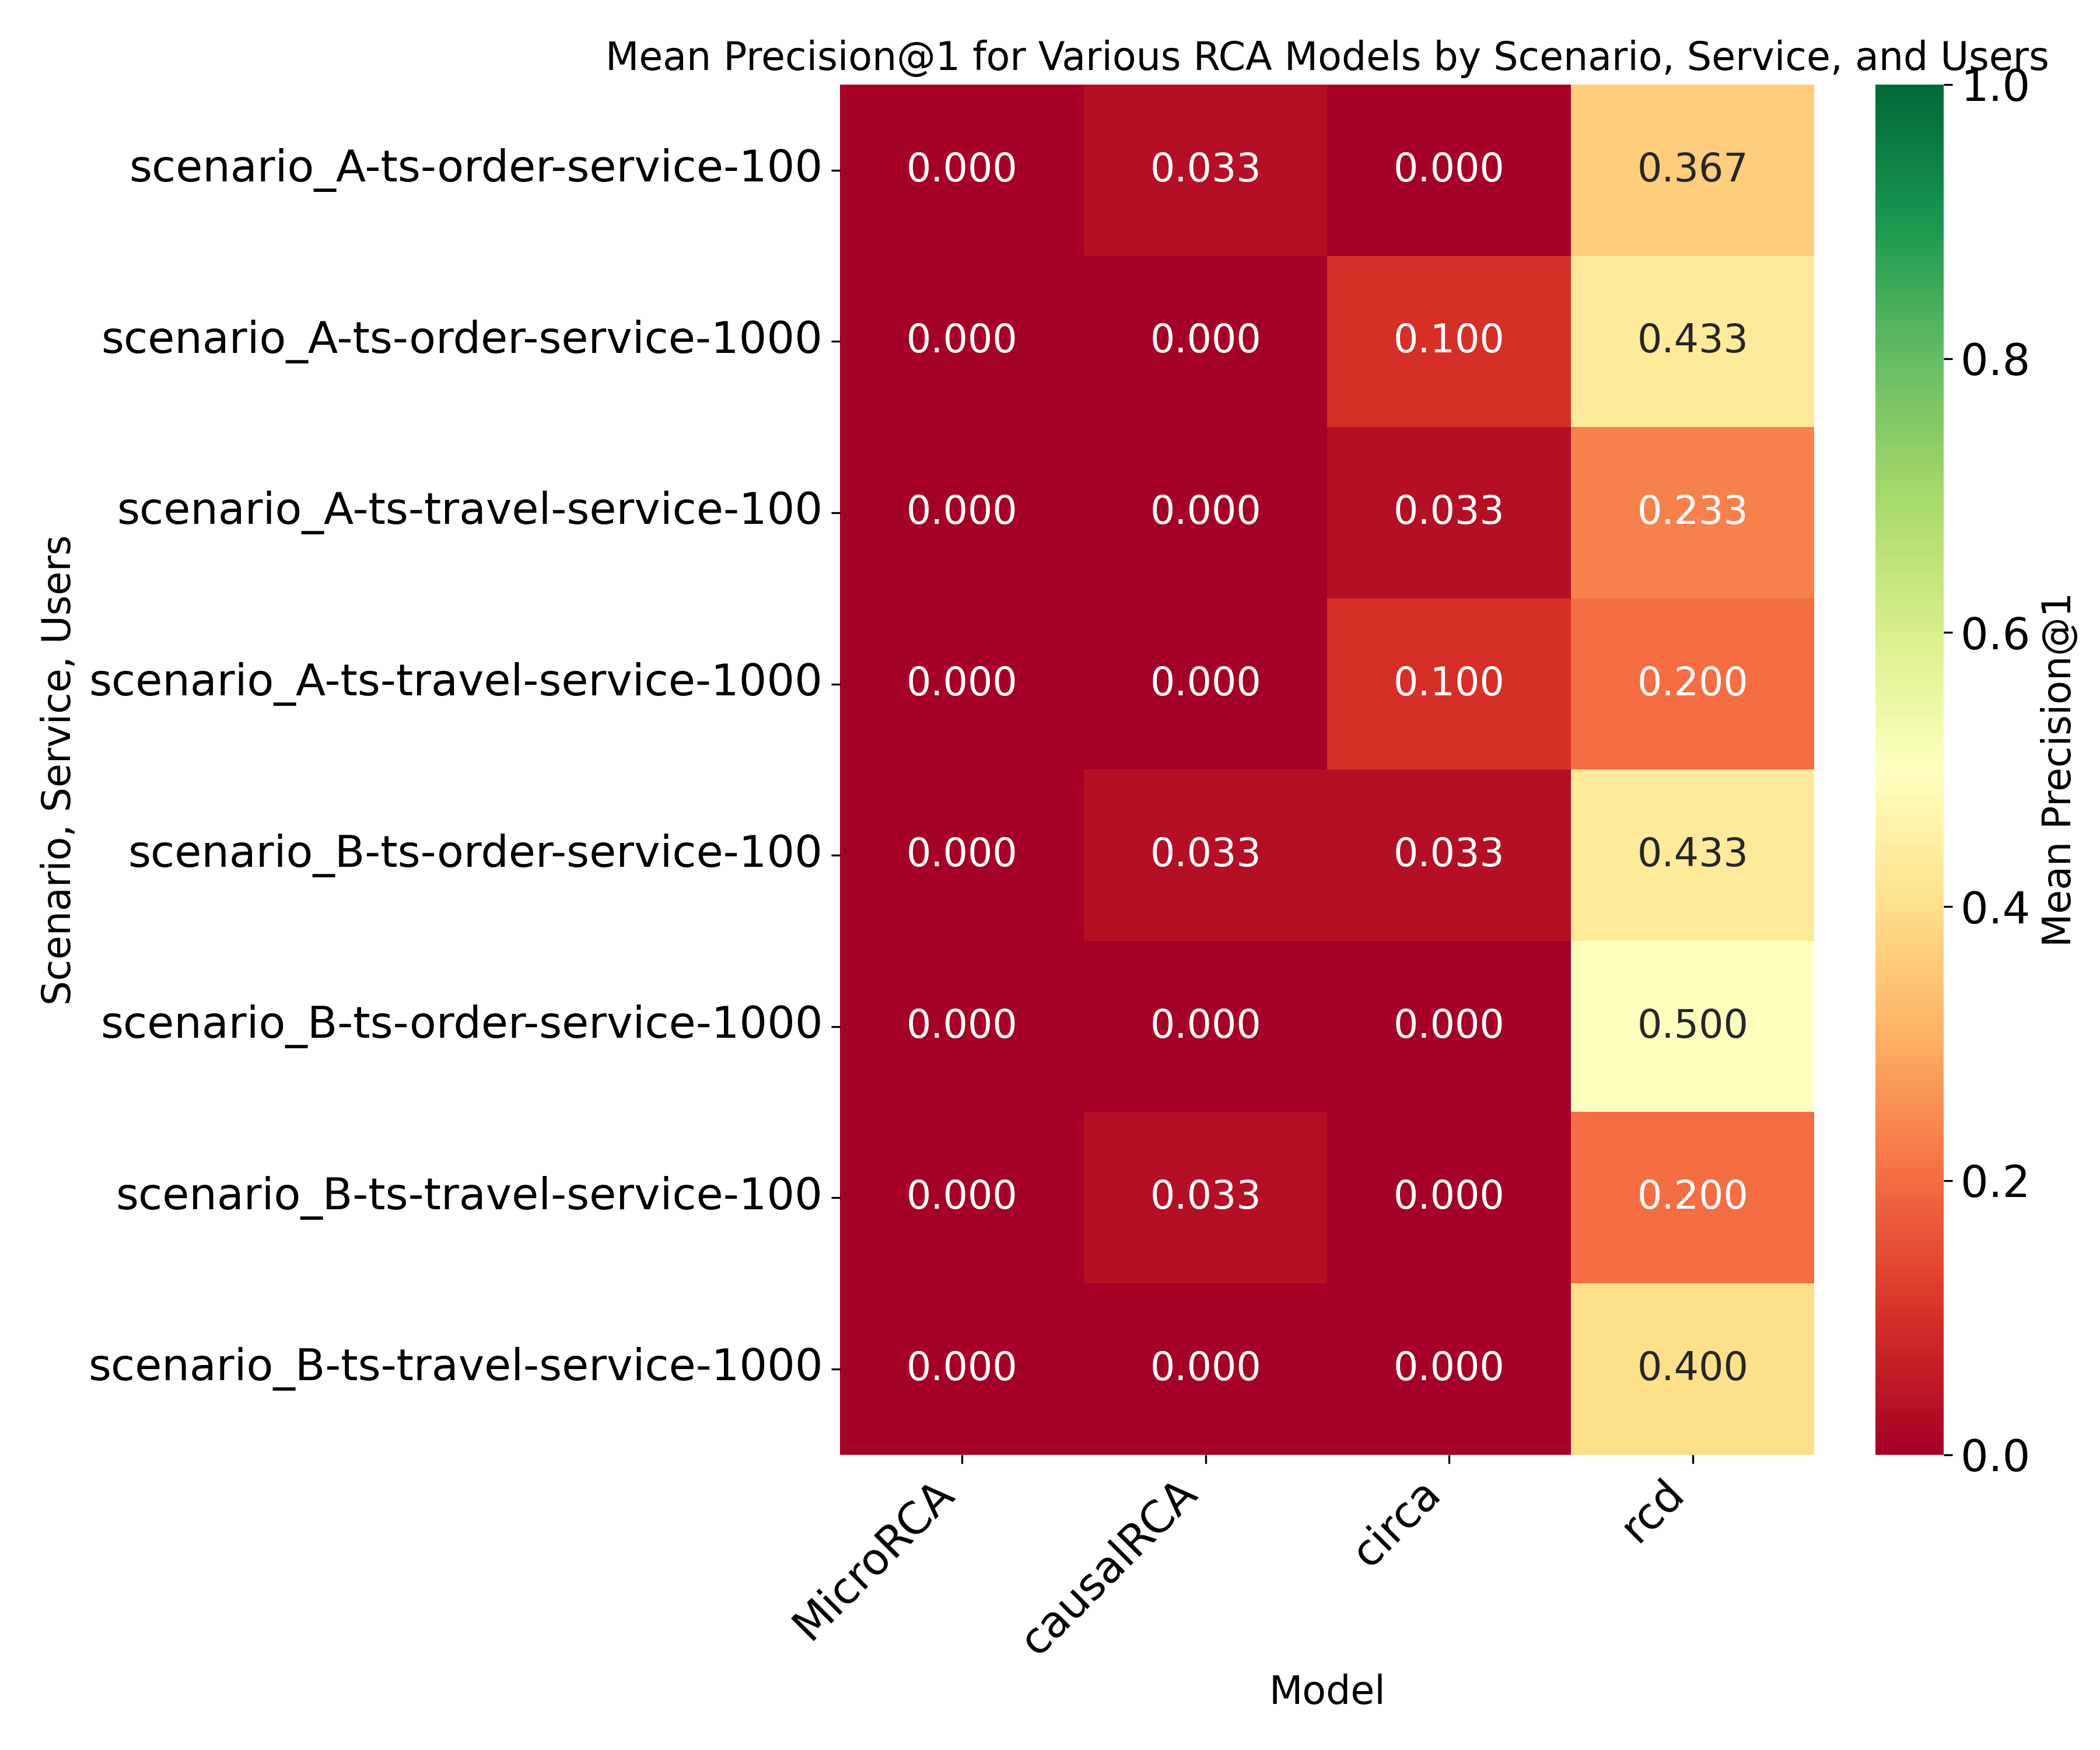 Mean Precision@1 for Various RCA Models by Scenario, Service, and Users
Scenario, Service, Users
scenario_A-ts-order-service-100 0.000 0.033 0.000 0.367
scenario_A-ts-order-service-1000 0.000 0.000 0.100 0.433
scenario_A-ts-travel-service-100 0.000 0.000 0.033 0.233
scenario_A-ts-travel-service-1000 0.000 0.000 0.100 0.200
scenario_B-ts-order-service-100 0.000 0.033 0.033 0.433
scenario_B-ts-order-service-1000 0.000 0.000 0.000 0.500
scenario_B-ts-travel-service-100 0.000 0.033 0.000 0.200
scenario_B-ts-travel-service-1000 0.000 0.000 0.000 0.400
MicroRCA causalRCA circa rcd
Model
1.0
0.8
0.6
0.4
0.2
0.0
Mean Precision@1